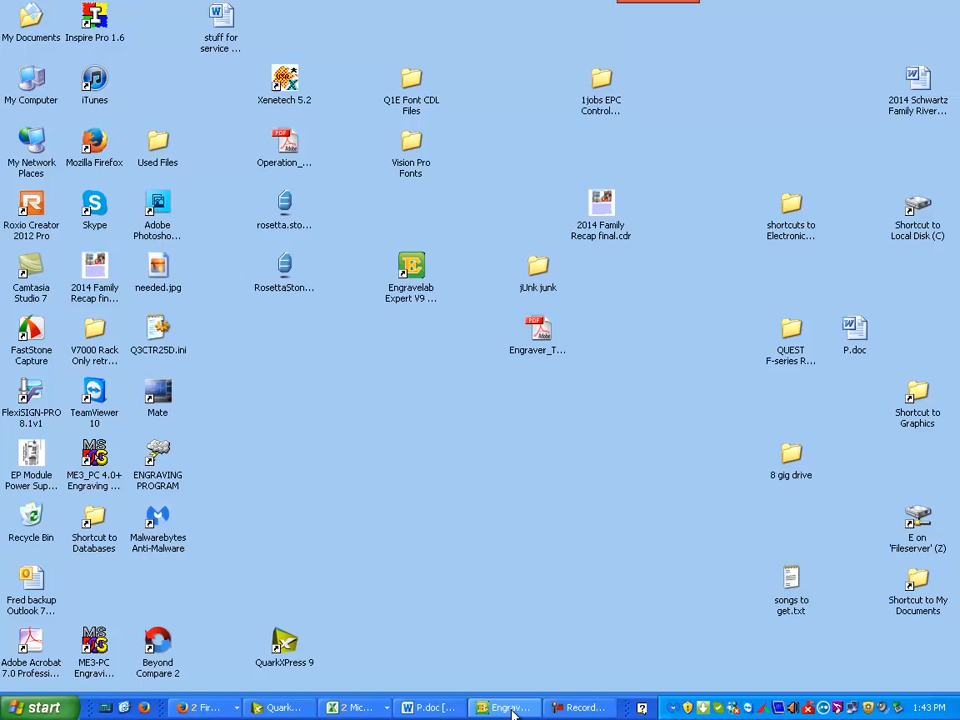 My Documents
Inspire Pro 1.6
stuff for
service ...
My Computer
iTunes
Xenetech 5.2
Q1E Font CDL
Files
1jobs EPC
Control...
2014 Schwartz
Family River...
My Network
Places
Mozilla Firefox
Used Files
Operation_...
Vision Pro
Fonts
Roxio Creator
2012 Pro
Skype
Adobe
Photosho...
rosetta.sto...
2014 Family
Recap final.cdr
shortcuts to
Electronic...
Shortcut to
Local Disk (C)
Camtasia
Studio 7
2014 Family
Recap fin...
needed.jpg
RosettaSton...
Engravelab
Expert V9 ...
jUnk junk
FastStone
Capture
V7000 Rack
Only retr...
Q3CTR25D.ini
Engraver_T...
QUEST
F-series R...
P.doc
FlexiSIGN-PRO
8.1v1
TeamViewer
10
Mate
Shortcut to
Graphics
EP Module
Power Sup...
ME3_PC 4.0+
Engraving ...
ENGRAVING
PROGRAM
8 gig drive
Recycle Bin
Shortcut to
Databases
Malwarebytes
Anti-Malware
E on
'Fileserver' (Z)
Fred backup
Outlook 7...
songs to
get.txt
Shortcut to My
Documents
Adobe Acrobat
7.0 Professi...
ME3-PC
Engravi...
Beyond
Compare 2
QuarkXPress 9
start
2 Fir...
Quark...
2 Mic...
P.doc [...
Engrav...
Record...
1:43 PM